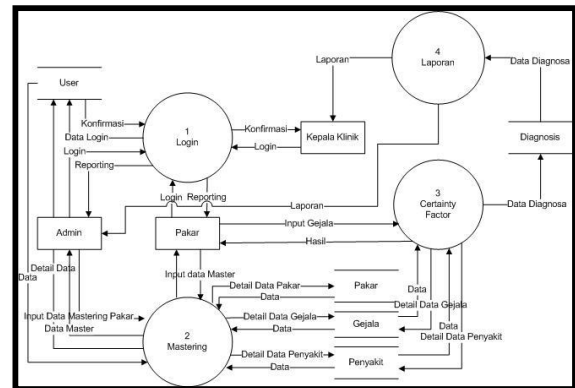 4
Laporan
Laporan
Data Diagnosa
User
Konfirmasi
Data Login
Login
Reporting
1
Login
Konfirmasi
Login
Kepala Klinik
Diagnosis
Login
Reporting
Laporan
3
Certainty
Factor
Data Diagnosa
Admin
Pakar
Input Gejala
Hasil
Detail Data
Data
Input data Master
Detail Data Pakar
Data
Pakar
Data
Detail Data Gejala
Input Data Mastering Pakar
Data Master
2
Mastering
Detail Data Gejala
Data
Gejala
Data
Detail Data Penyakit
Detail Data Penyakit
Data
Penyakit